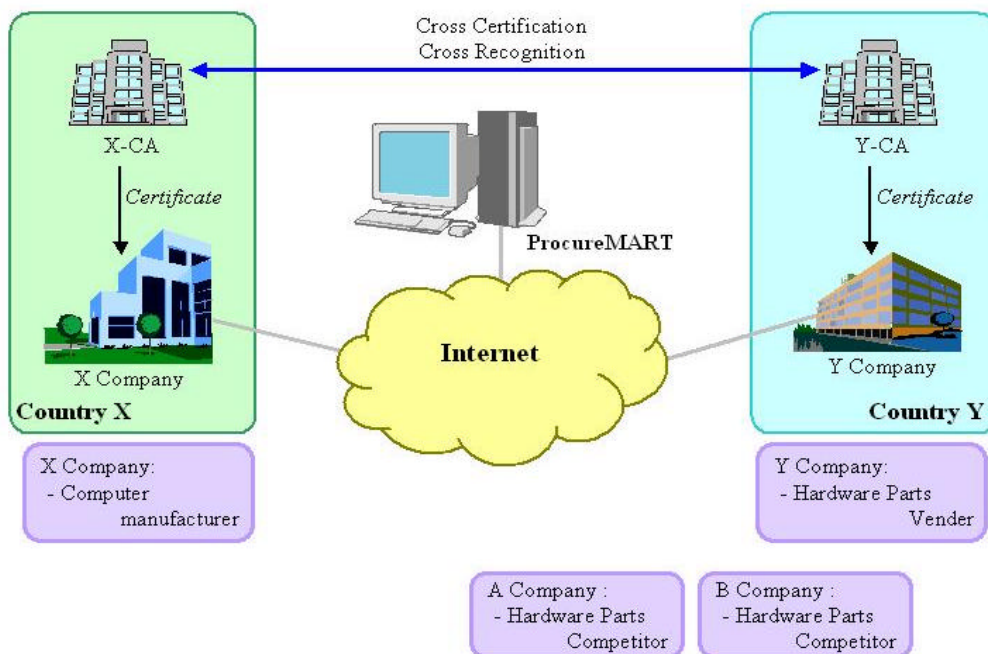 Cross Certification
Cross Recognition
X-CA
Y-CA
Certificate
Certificate
ProcureMART
Internet
X Company
Y Company
Country X
Country Y
X Company:
- Computer
manufacturer
Y Company:
- Hardware Parts
Vender
A Company :
- Hardware Parts
Competitor
B Company :
- Hardware Parts
Competitor